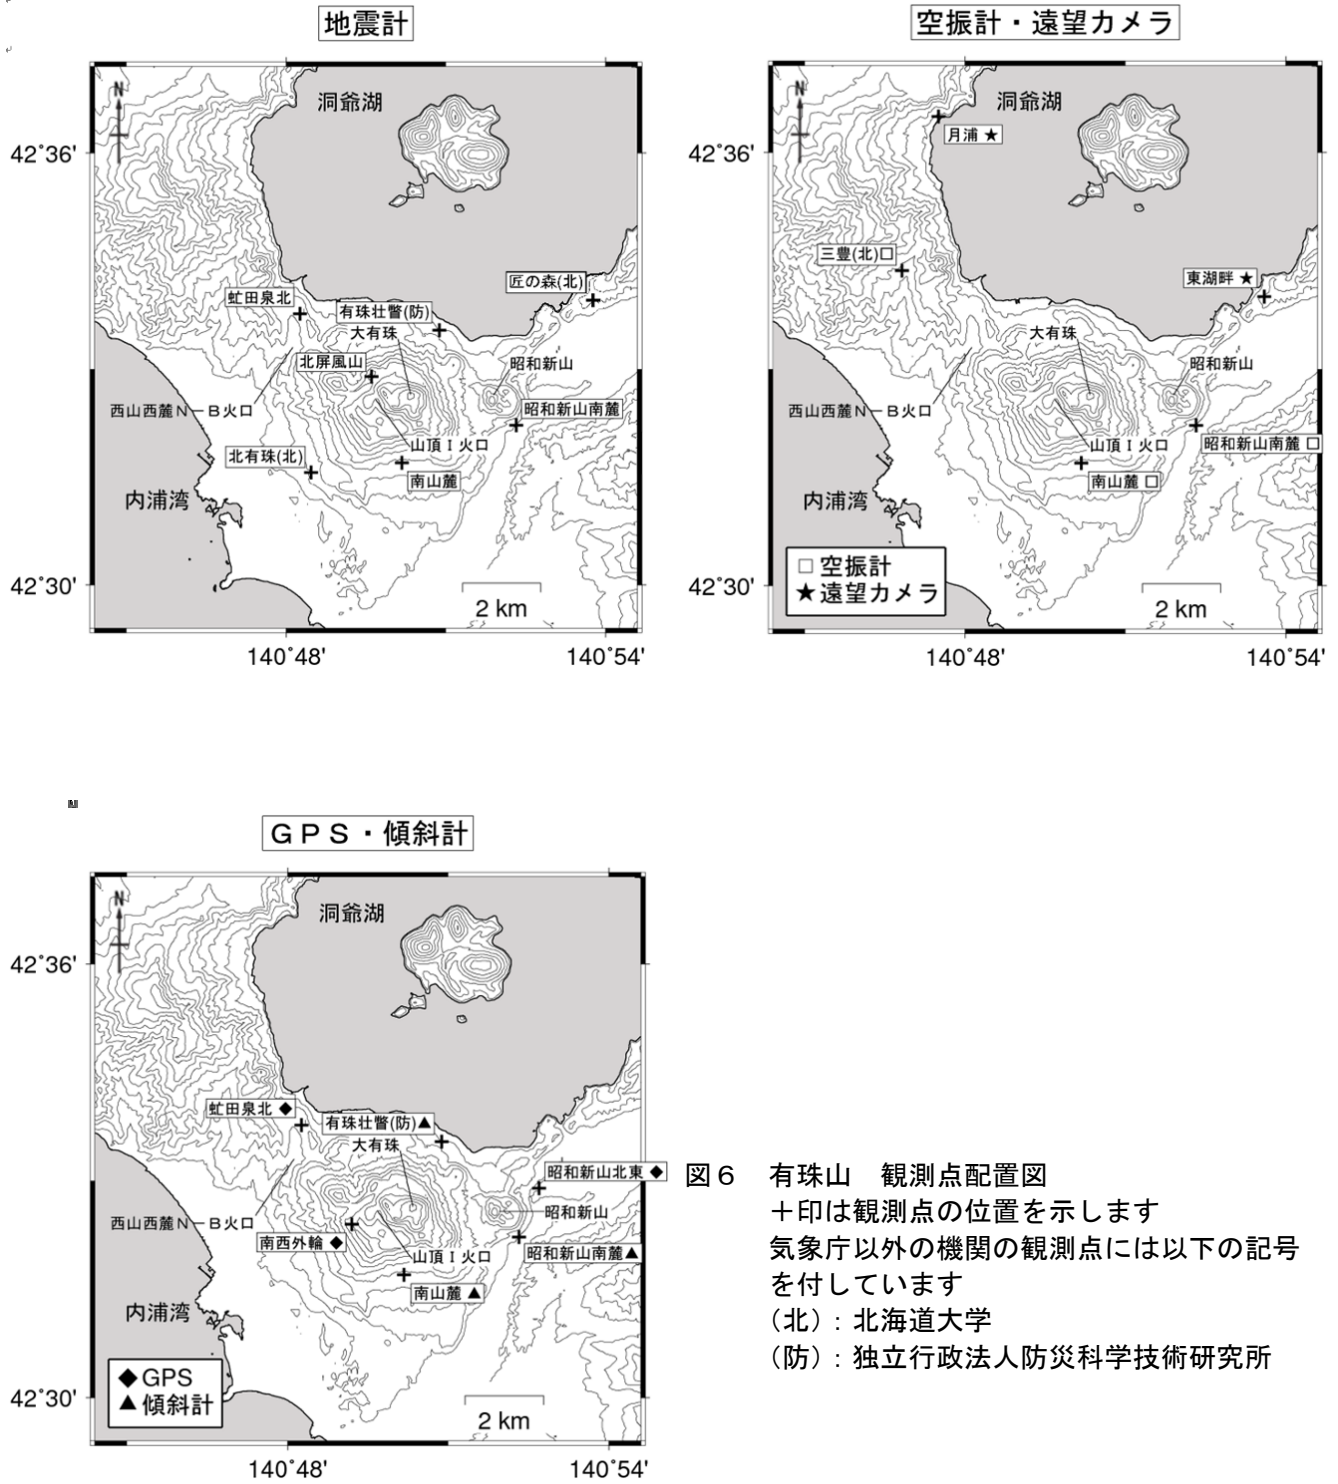 地震計
N
洞爺湖
42°36'
匠の森(北)
虻田泉北
有珠壮瞥(防)
大有珠
北屏風山
昭和新山
西山西麓N－B火口
昭和新山南麓
山頂Ⅰ火口
北有珠(北)
南山麓
内浦湾
42°30'
2 km
140°48'
140°54'
空振計・遠望カメラ
N
洞爺湖
月浦 ★
42°36'
三豊(北)□
東湖畔 ★
大有珠
昭和新山
西山西麓N－B火口
山頂Ⅰ火口
昭和新山南麓 □
南山麓 □
内浦湾
□ 空振計
★遠望カメラ
42°30'
2 km
140°48'
140°54'
ＧＰＳ・傾斜計
N
洞爺湖
42°36'
虻田泉北 ◆
有珠壮瞥(防)▲
大有珠
昭和新山北東 ◆
昭和新山
西山西麓N－B火口
南西外輪 ◆
山頂Ⅰ火口
昭和新山南麓▲
南山麓 ▲
内浦湾
◆GPS
▲傾斜計
42°30'
2 km
140°48'
140°54'
図６　有珠山　観測点配置図
＋印は観測点の位置を示します
気象庁以外の機関の観測点には以下の記号
を付しています
（北）：北海道大学
（防）：独立行政法人防災科学技術研究所